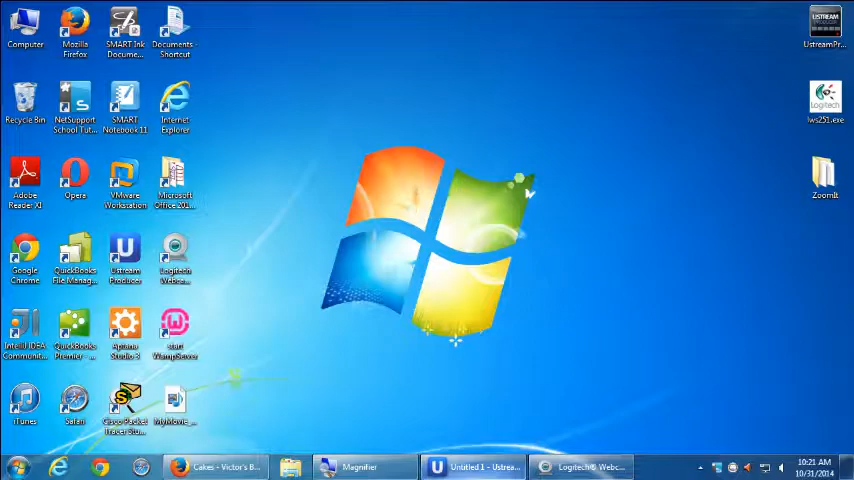 Computer
Mozilla
Firefox
SMART Ink
Docume...
Documents -
Shortcut
USTREAM
UstreamPr...
Recycle Bin
NetSupport
School Tut...
SMART
Notebook 11
Internet
Explorer
Logitech
lws251.exe
Adobe
Reader XI
Opera
VMware
Workstation
Microsoft
Office 201...
ZoomIt
Google
Chrome
QuickBooks
File Manag...
Ustream
Producer
Logitech
Webca...
IntelliJ IDEA
Communit...
QuickBooks
Premier - ...
Aptana
Studio 3
start
WampServer
iTunes
Safari
Cisco Packet
Tracer Stu...
MyMovie_...
Cakes - Victor's B...
Magnifier
Untitled 1 - Ustrea...
Logitech® Webc...
10:21 AM
10/31/2014